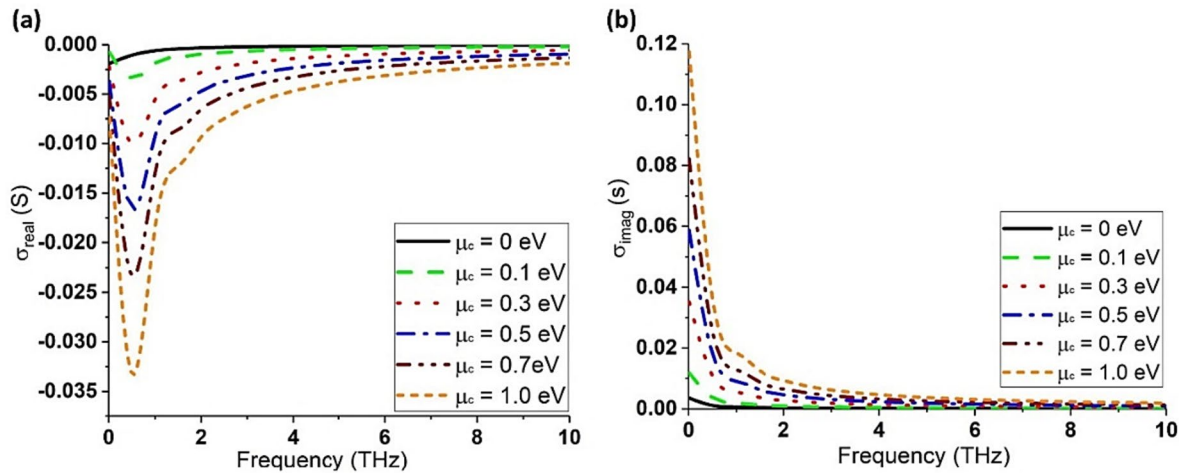 (a)
0.000
-0.005
-0.010
-0.015
-0.020
-0.025
-0.030
-0.035
σreal (S)
0 2 4 6 8 10
Frequency (THz)
μc = 0 eV
μc = 0.1 eV
μc = 0.3 eV
μc = 0.5 eV
μc = 0.7eV
μc = 1.0 eV
(b)
0.12
0.10
0.08
0.06
0.04
0.02
0.00
σimag (s)
0 2 4 6 8 10
Frequency (THz)
μc = 0 eV
μc = 0.1 eV
μc = 0.3 eV
μc = 0.5 eV
μc = 0.7 eV
μc = 1.0 eV